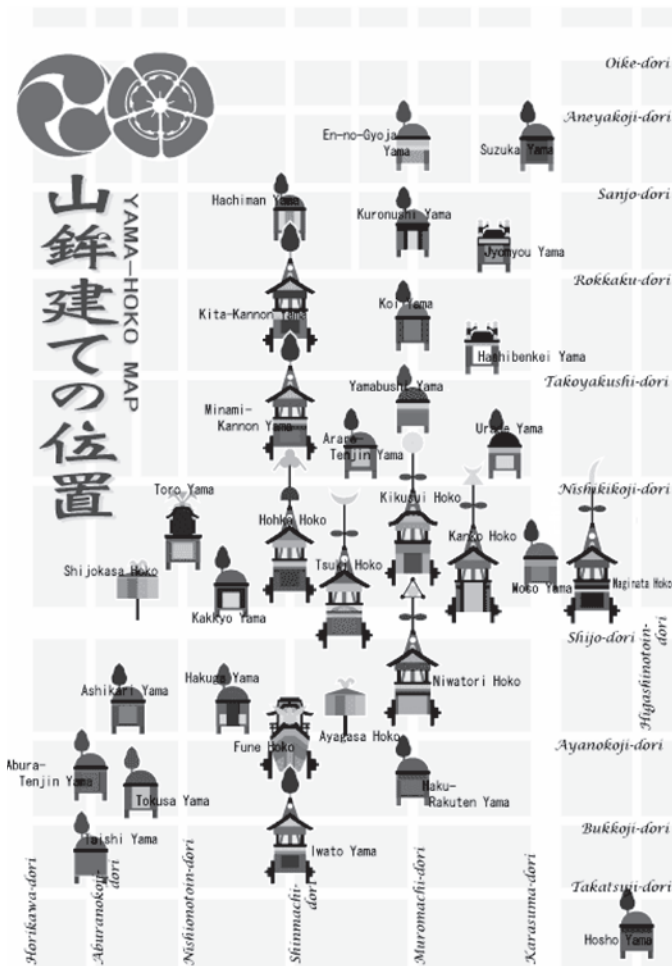 山鉾建ての位置
YAMA-HOKO MAP
Oike-dori
Aneyakoji-dori
En-no-Gyoja
Yama
Suzuka Yama
Sanjo-dori
Hachiman Yama
Kuronushi Yama
Jyomyou Yama
Rokkaku-dori
Kita-Kannon Yama
Koi Yama
Hashibenkei Yama
Takoyakushi-dori
Yamabushi Yama
Minami-
Kannon Yama
Arare-
Tenjin Yama
Urade Yama
Nishikikoji-dori
Toro Yama
Kikusui Hoko
Hohka Hoko
Kanko Hoko
Tsuki Hoko
Shijokasa Hoko
Moso Yama
Naginata Hoko
Kakkyo Yama
Shijo-dori
Higashinotoin-
dori
Ashikari Yama
Hakuga Yama
Niwatori Hoko
Ayagasa Hoko
Fune Hoko
Ayanokoji-dori
Abura-
Tenjin Yama
Tokusa Yama
Haku-
Rakuten Yama
Bukkoji-dori
Taishi Yama
Iwato Yama
Takatsuji-dori
Hosho Yama
Horikawa-dori
Aburanokoji-
dori
Nishionotoin-dori
Shinmachi-
dori
Muromachi-dori
Karasuma-dori